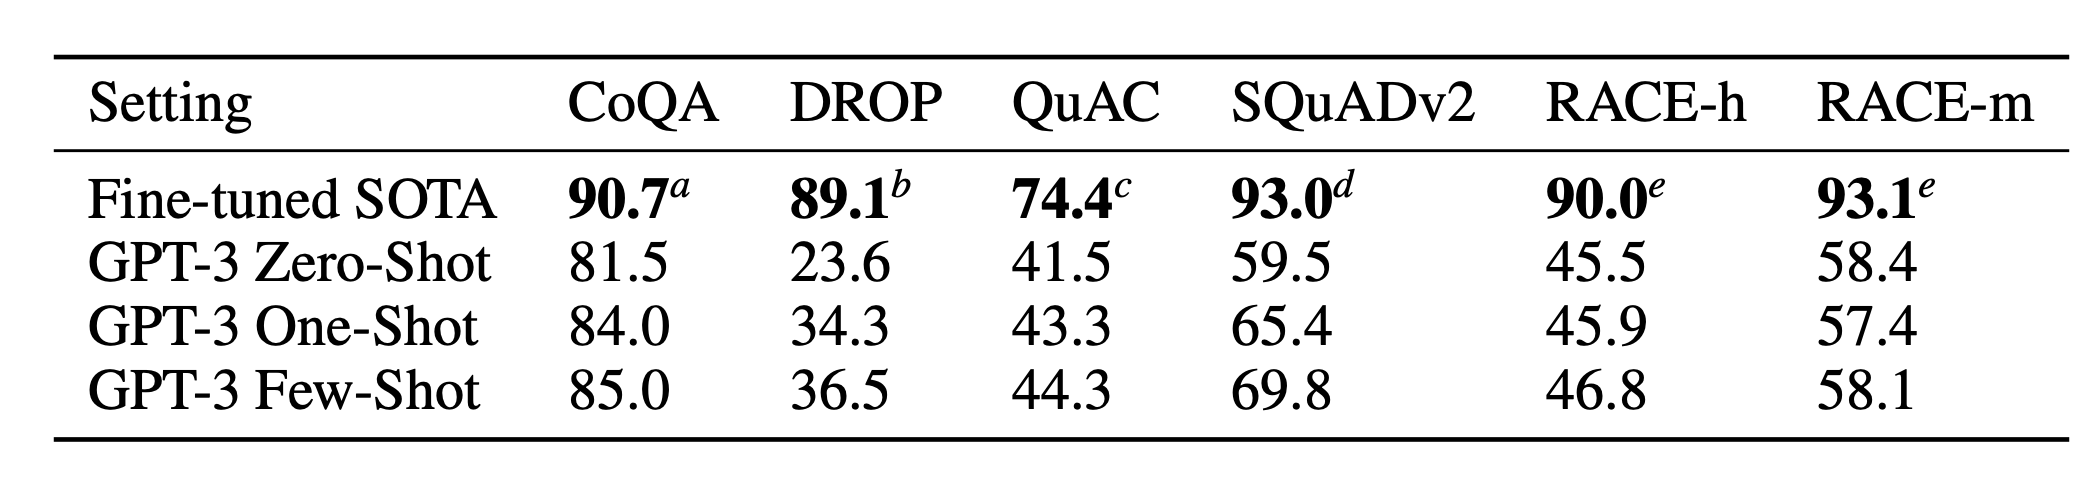 Setting CoQA DROP QuAC SQuADv2 RACE-h RACE-m
Fine-tuned SOTA 90.7a 89.1b 74.4c 93.0d 90.0e 93.1e
GPT-3 Zero-Shot 81.5 23.6 41.5 59.5 45.5 58.4
GPT-3 One-Shot 84.0 34.3 43.3 65.4 45.9 57.4
GPT-3 Few-Shot 85.0 36.5 44.3 69.8 46.8 58.1